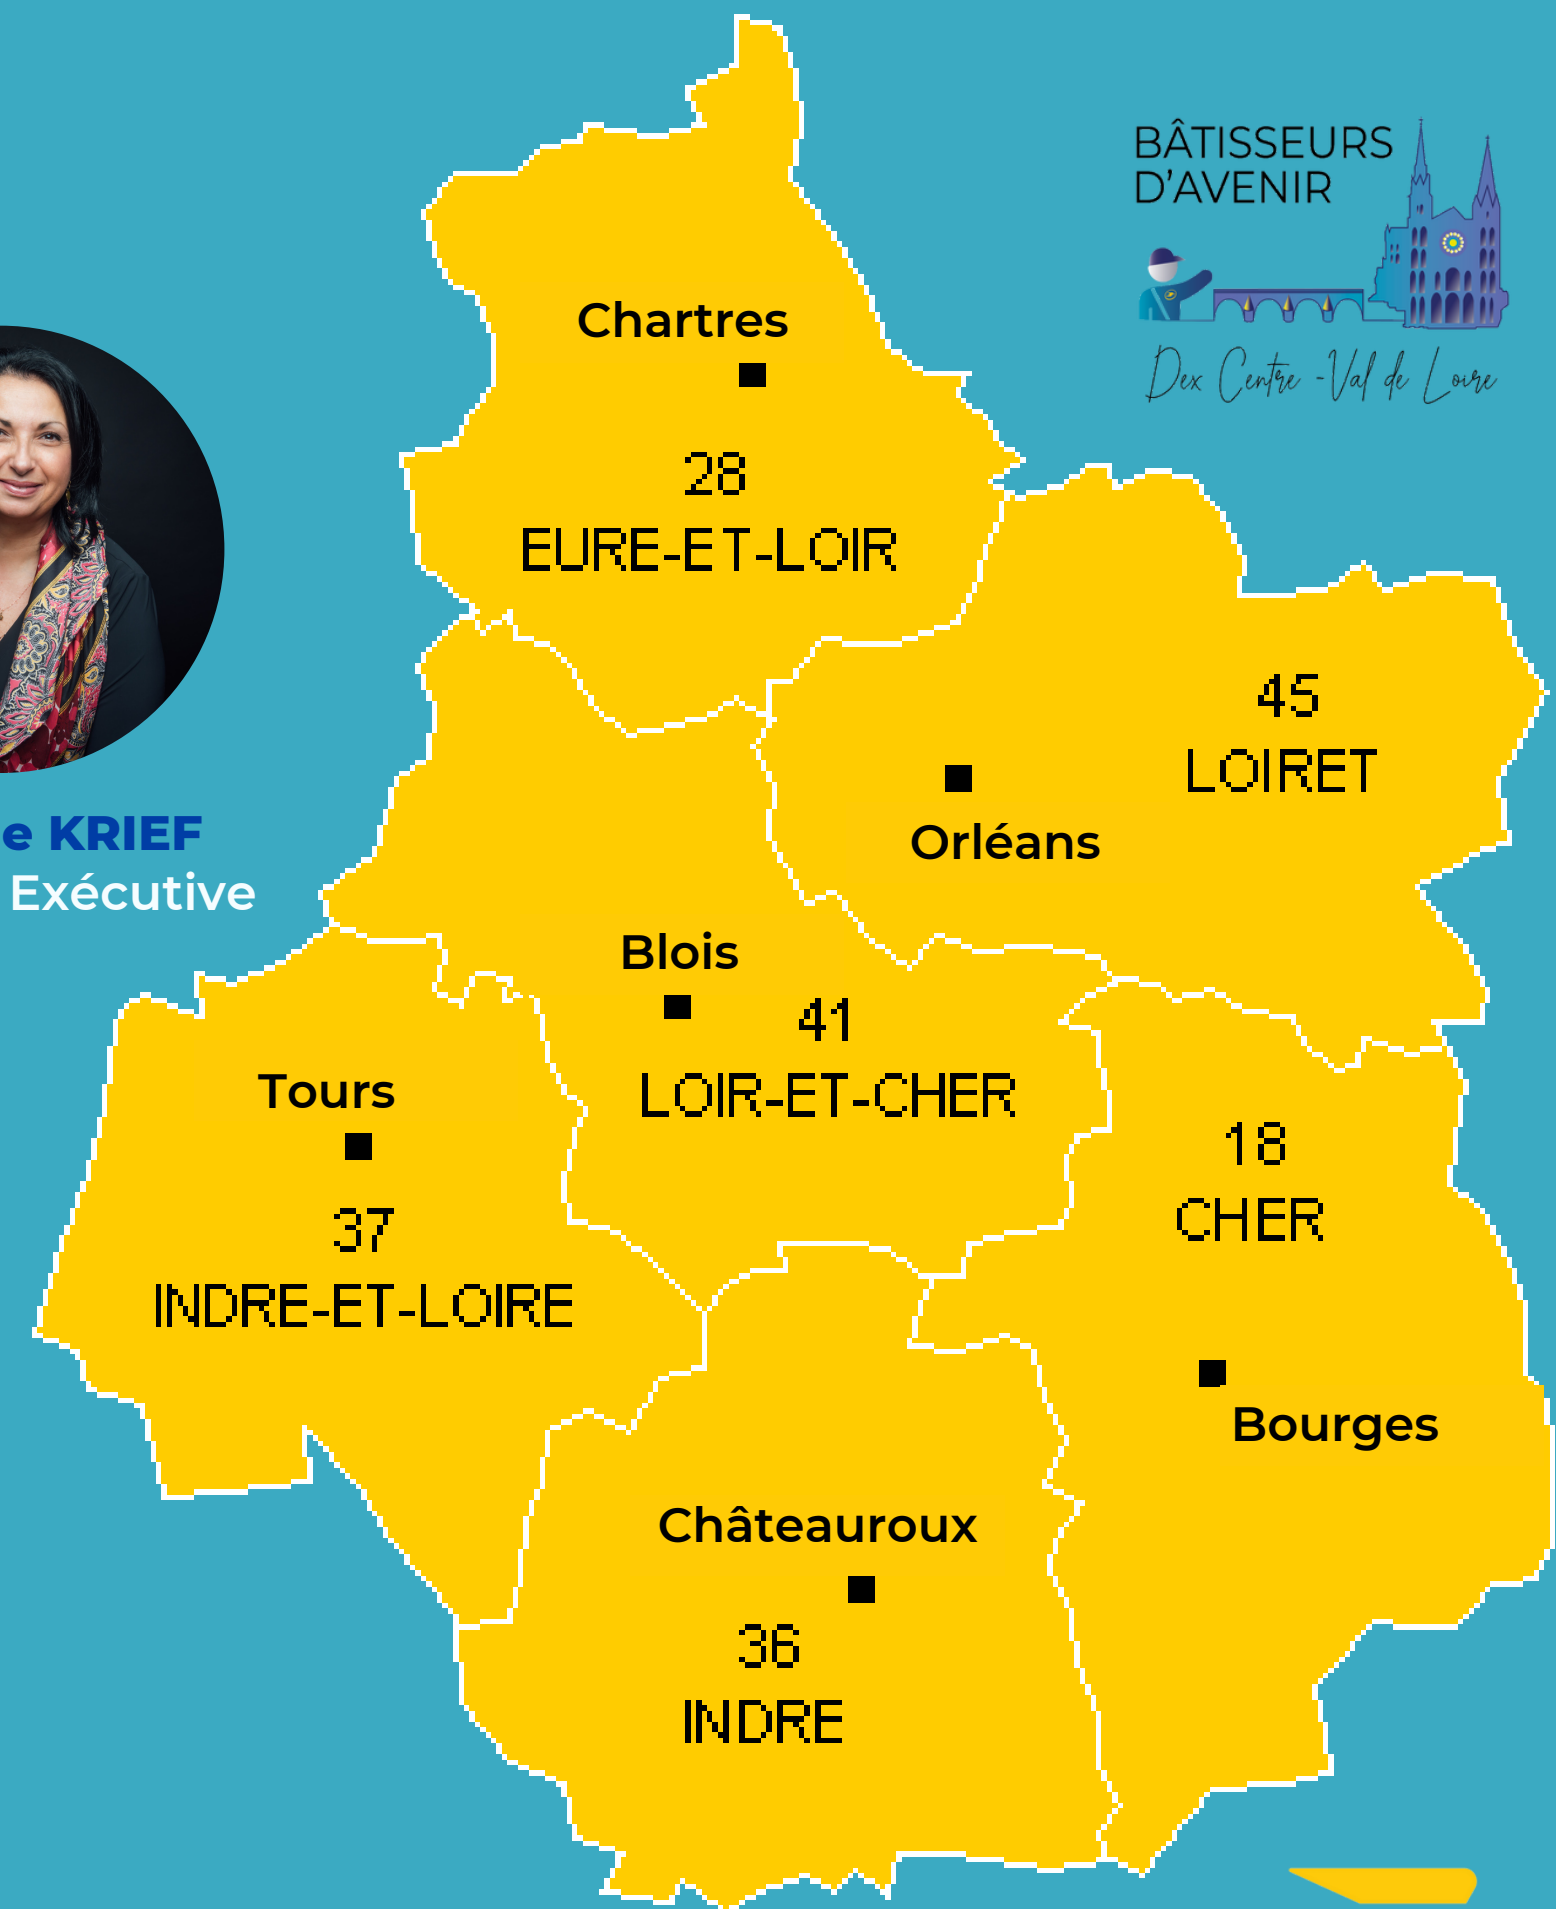 BÂTISSEURS
D'AVENIR
Dex Centre - Val de Loire
Chartres
28
EURE-ET-LOIR
45
LOIRET
Orléans
e KRIEF
Exécutive
Blois
41
LOIR-ET-CHER
Tours
37
INDRE-ET-LOIRE
18
CHER
Bourges
Châteauroux
36
INDRE